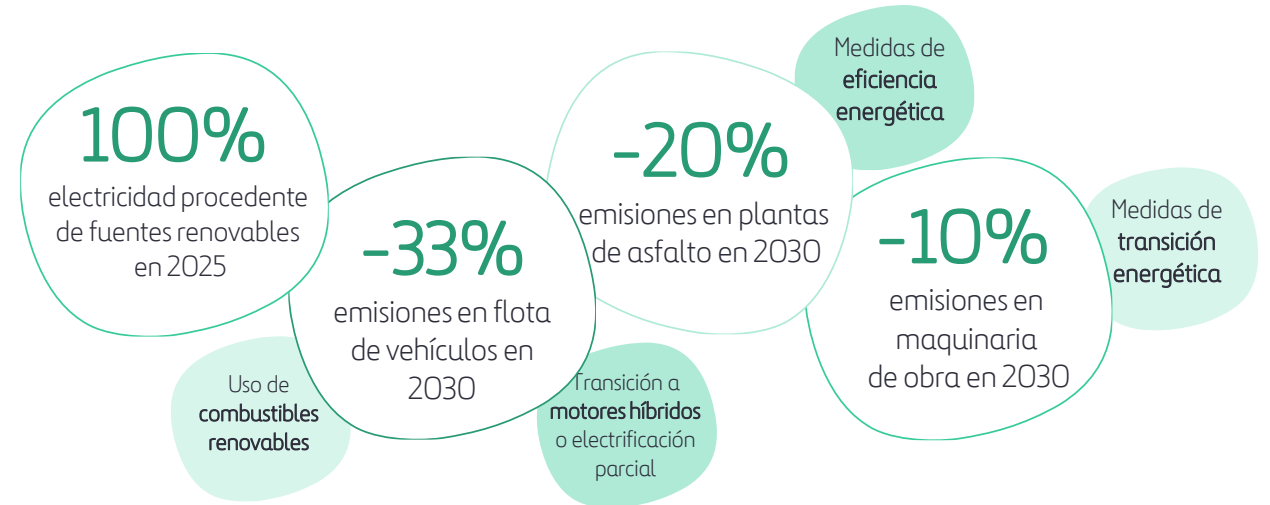 100%
electricidad procedente
de fuentes renovables
en 2025
-33%
emisiones en flota
de vehículos en
2030
Uso de
combustibles
renovables
Transición a
motores híbridos
o electrificación
parcial
-20%
emisiones en plantas
de asfalto en 2030
Medidas de
eficiencia
energética
-10%
emisiones en
maquinaria
de obra en 2030
Medidas de
transición
energética